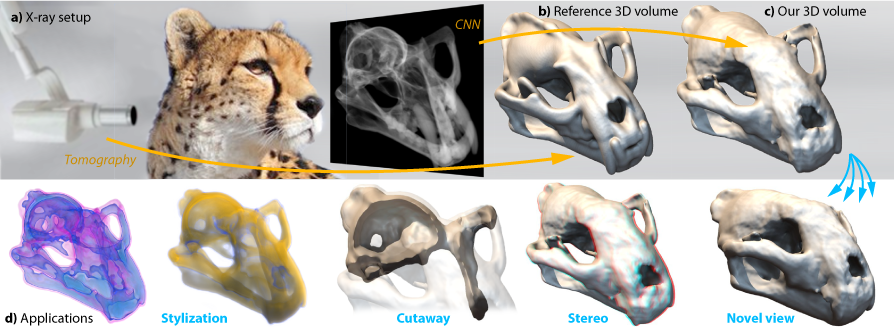 a) X-ray setup
CNN
b) Reference 3D volume
c) Our 3D volume
Tomography
d) Applications
Stylization
Cutaway
Stereo
Novel view